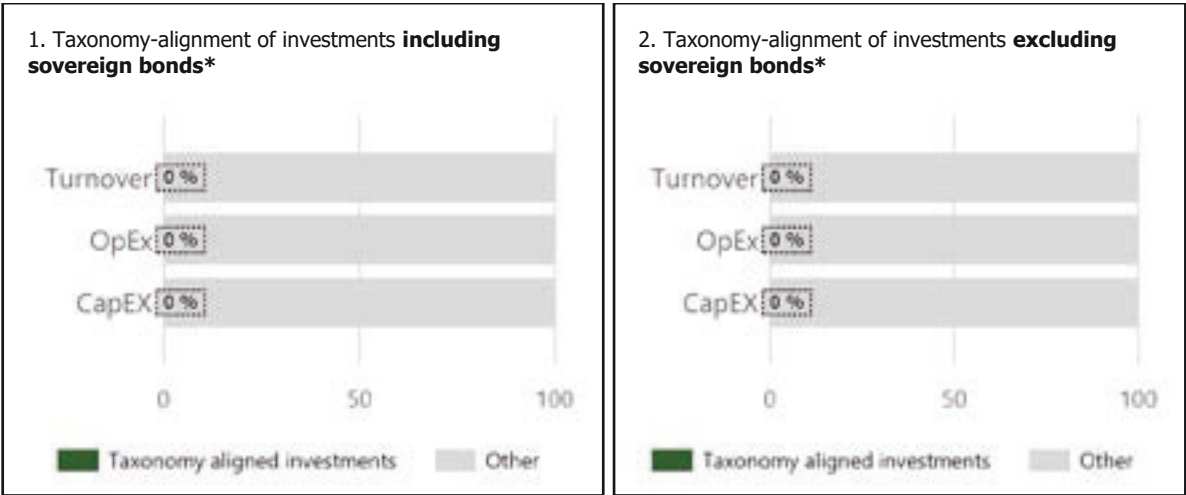 1. Taxonomy-alignment of investments including
sovereign bonds*
Turnover 0 %
OpEx 0 %
CapEX 0 %
0 50 100
Taxonomy aligned investments Other
2. Taxonomy-alignment of investments excluding
sovereign bonds*
Turnover 0 %
OpEx 0 %
CapEX 0 %
0 50 100
Taxonomy aligned investments Other